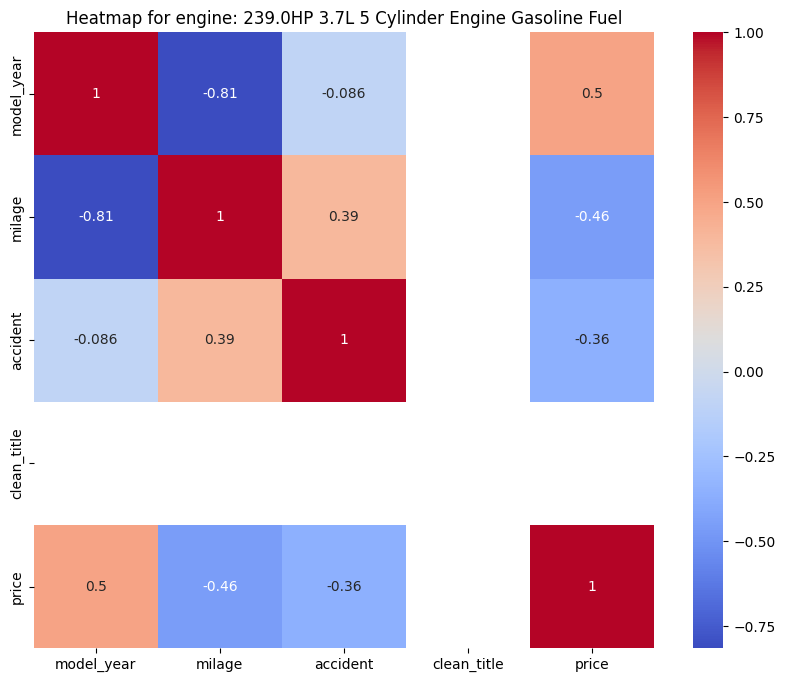 Heatmap for engine: 239.0HP 3.7L 5 Cylinder Engine Gasoline Fuel
model_year
1
-0.81
-0.086
0.5
milage
-0.81
1
0.39
-0.46
accident
-0.086
0.39
1
-0.36
clean_title
price
0.5
-0.46
-0.36
1
model_year
milage
accident
clean_title
price
1.00
0.75
0.50
0.25
0.00
−0.25
−0.50
−0.75